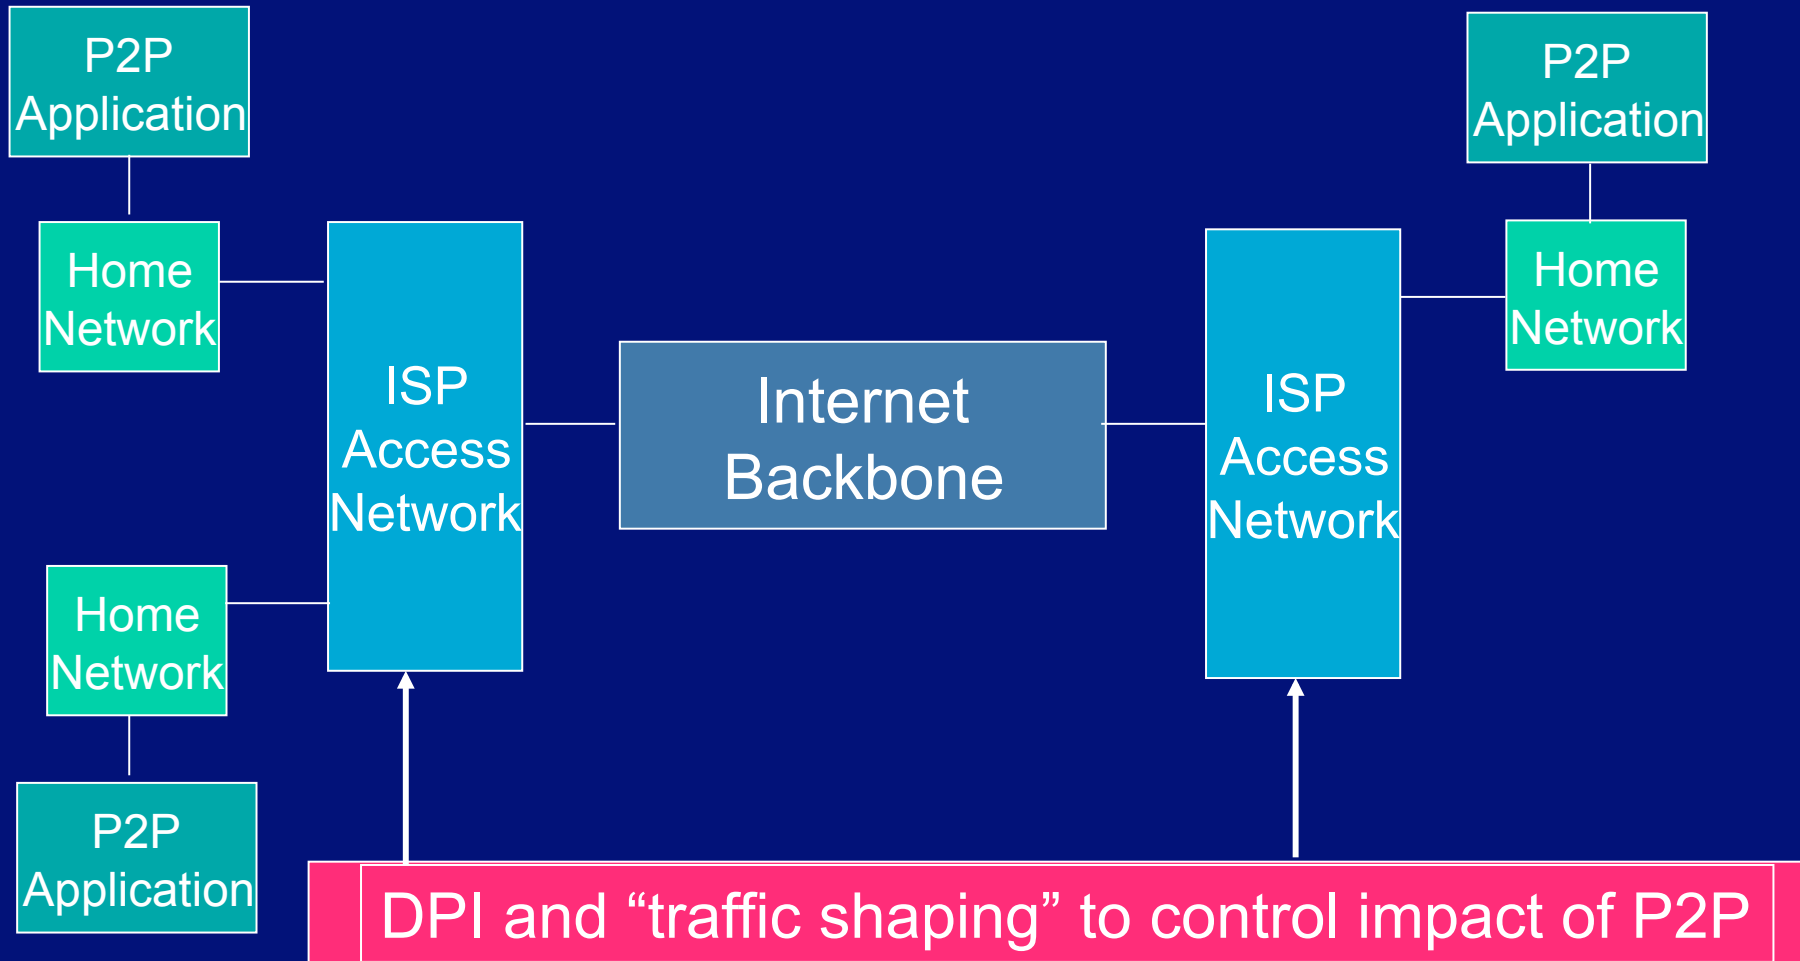 P2P
Application
P2P
Application
Home
Network
Home
Network
ISP
Access
Network
Internet
Backbone
ISP
Access
Network
Home
Network
P2P
Application
DPI and “traffic shaping” to control impact of P2P